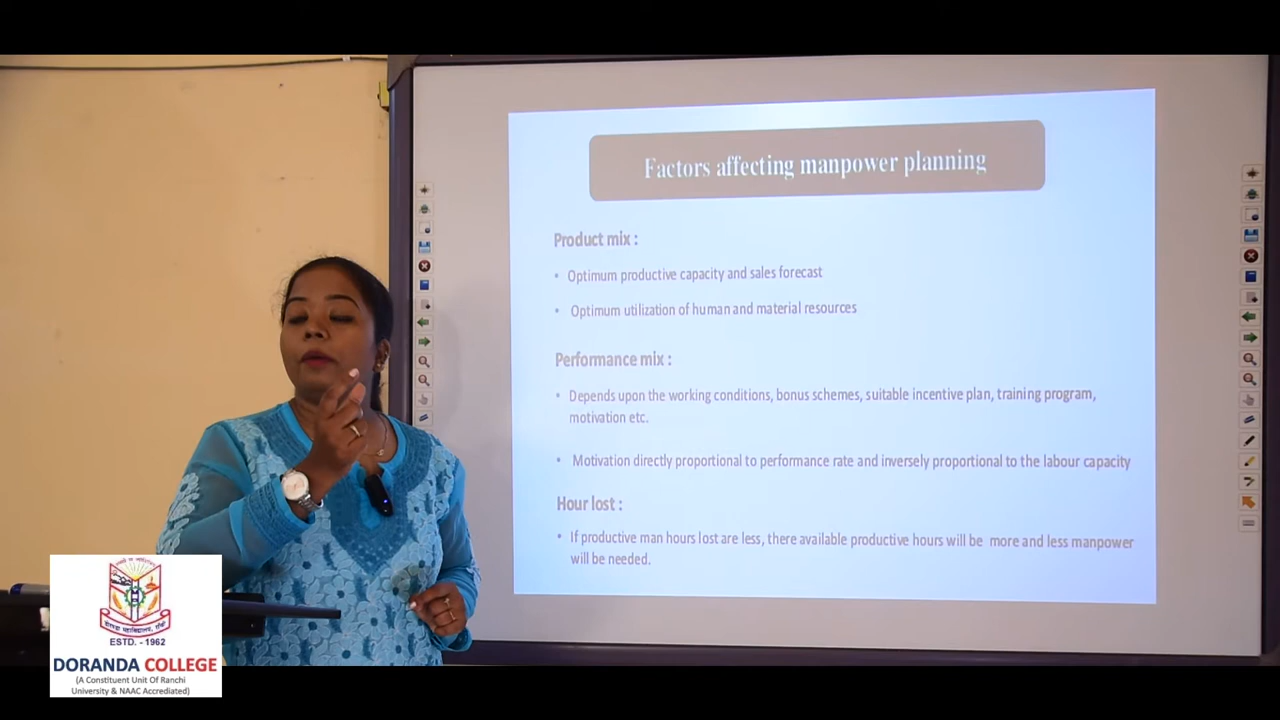 Factors affecting manpower planning
Product mix :
• Optimum productive capacity and sales forecast
• Optimum utilization of human and material resources
Performance mix :
• Depends upon the working conditions, bonus schemes, suitable incentive plan, training program,
motivation etc.
• Motivation directly proportional to performance rate and inversely proportional to the labour capacity
Hour lost :
• If productive man hours lost are less, there available productive hours will be more and less manpower
will be needed.
ESTD. - 1962
DORANDA COLLEGE
(A Constituent Unit Of Ranchi
University & NAAC Accredited)